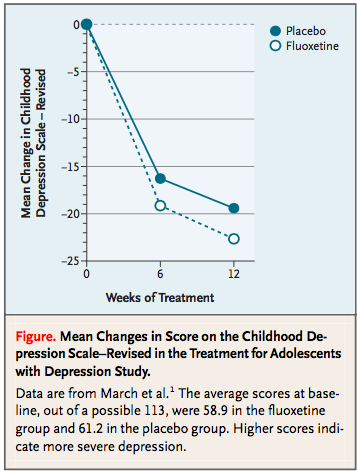 Placebo
Fluoxetine
Mean Change in Childhood
Depression Scale–Revised
0
−5
−10
−15
−20
−25
0
6
12
Weeks of Treatment
Figure. Mean Changes in Score on the Childhood De-
pression Scale–Revised in the Treatment for Adolescents
with Depression Study.
Data are from March et al.¹ The average scores at base-
line, out of a possible 113, were 58.9 in the fluoxetine
group and 61.2 in the placebo group. Higher scores indi-
cate more severe depression.